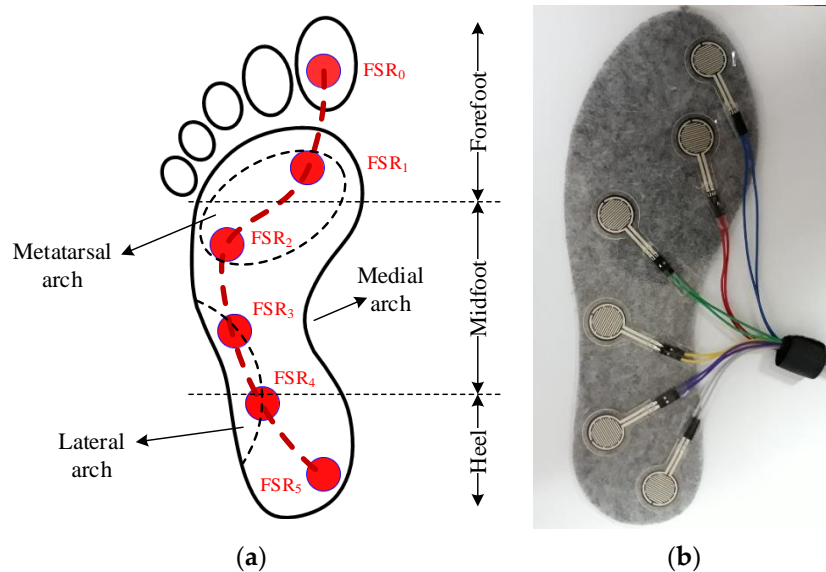 FSR0
FSR1
FSR2
FSR3
FSR4
FSR5
Metatarsal
arch
Medial
arch
Lateral
arch
Forefoot
Midfoot
Heel
(a)
(b)